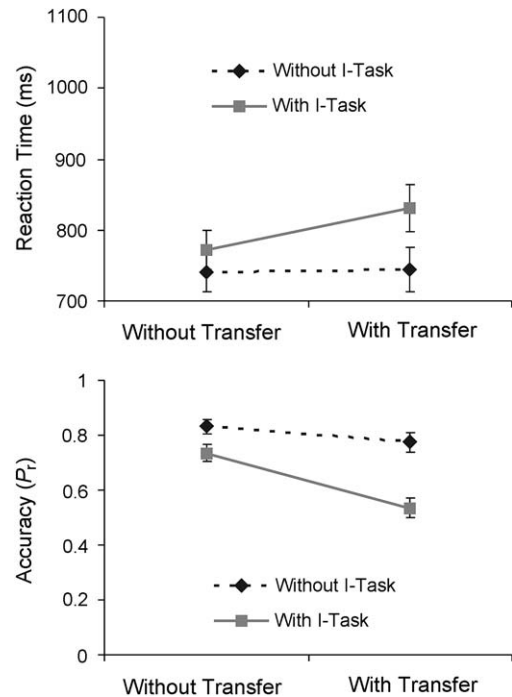 1100
1000
900
800
700
Reaction Time (ms)
Without I-Task
With I-Task
Without Transfer With Transfer
1
0.8
0.6
0.4
0.2
0
Accuracy (Pr)
Without I-Task
With I-Task
Without Transfer With Transfer